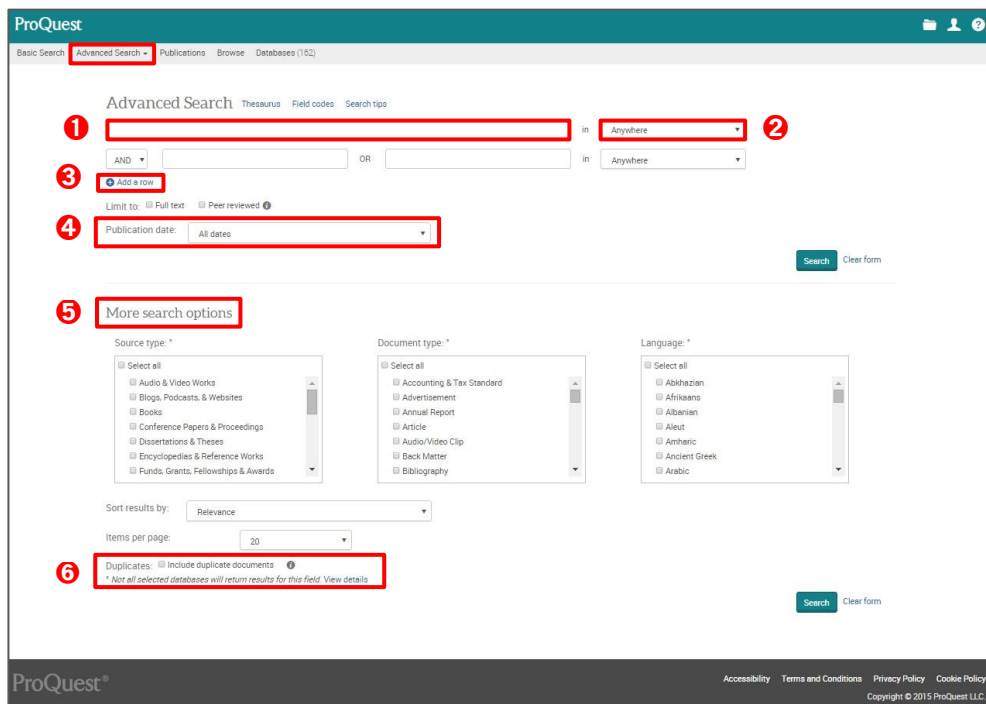 ProQuest
Basic Search Advanced Search Publications Browse Databases (162)
Advanced Search Thesaurus Field codes Search tips
1 in Anywhere 2
AND OR in Anywhere
3 Add a row
Limit to: Full text Peer reviewed
4 Publication date: All dates
Search Clear form
5 More search options
Source type: * Document type: * Language: *
Select all Select all Select all
Audio & Video Works Accounting & Tax Standard Abkhazian
Blogs, Podcasts, & Websites Advertisement Afrikaans
Books Annual Report Albanian
Conference Papers & Proceedings Article Aleut
Dissertations & Theses Audio/Video Clip Amharic
Encyclopedias & Reference Works Back Matter Ancient Greek
Funds, Grants, Fellowships & Awards Bibliography Arabic
Sort results by: Relevance
Items per page: 20
6 Duplicates: Include duplicate documents
* Not all selected databases will return results for this field. View details
Search Clear form
ProQuest®
Accessibility Terms and Conditions Privacy Policy Cookie Policy
Copyright © 2015 ProQuest LLC.